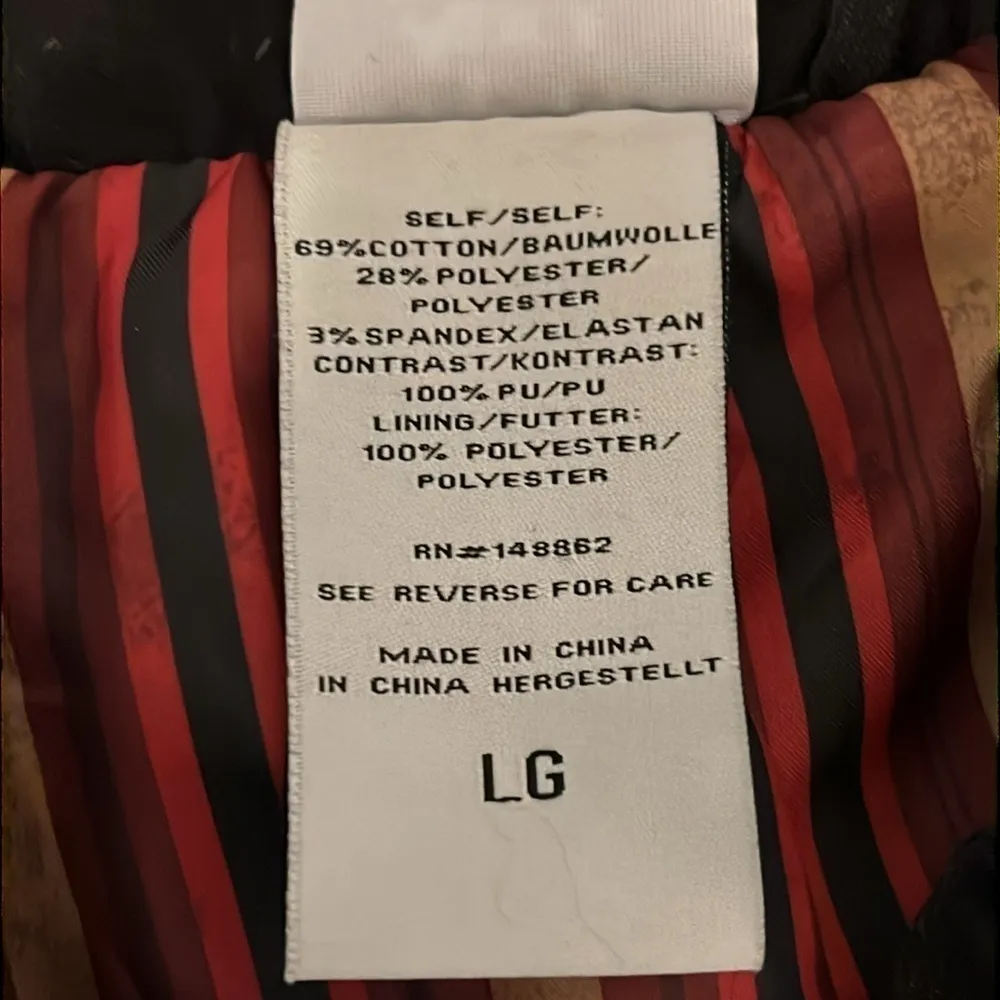 SELF/SELF:
69%COTTON/BAUMWOLLE
28% POLYESTER/
POLYESTER
3%SPANDEX/ELASTAN
CONTRAST/KONTRAST:
100% PU/PU
LINING/FUTTER:
100% POLYESTER/
POLYESTER
RN#148862
SEE REVERSE FOR CARE
MADE IN CHINA
IN CHINA HERGESTELLT
LG